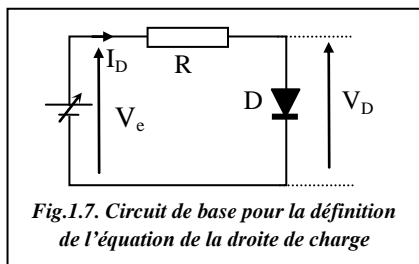 I_D
R
D
V_D
V_e
Fig.1.7. Circuit de base pour la définition
de l'équation de la droite de charge